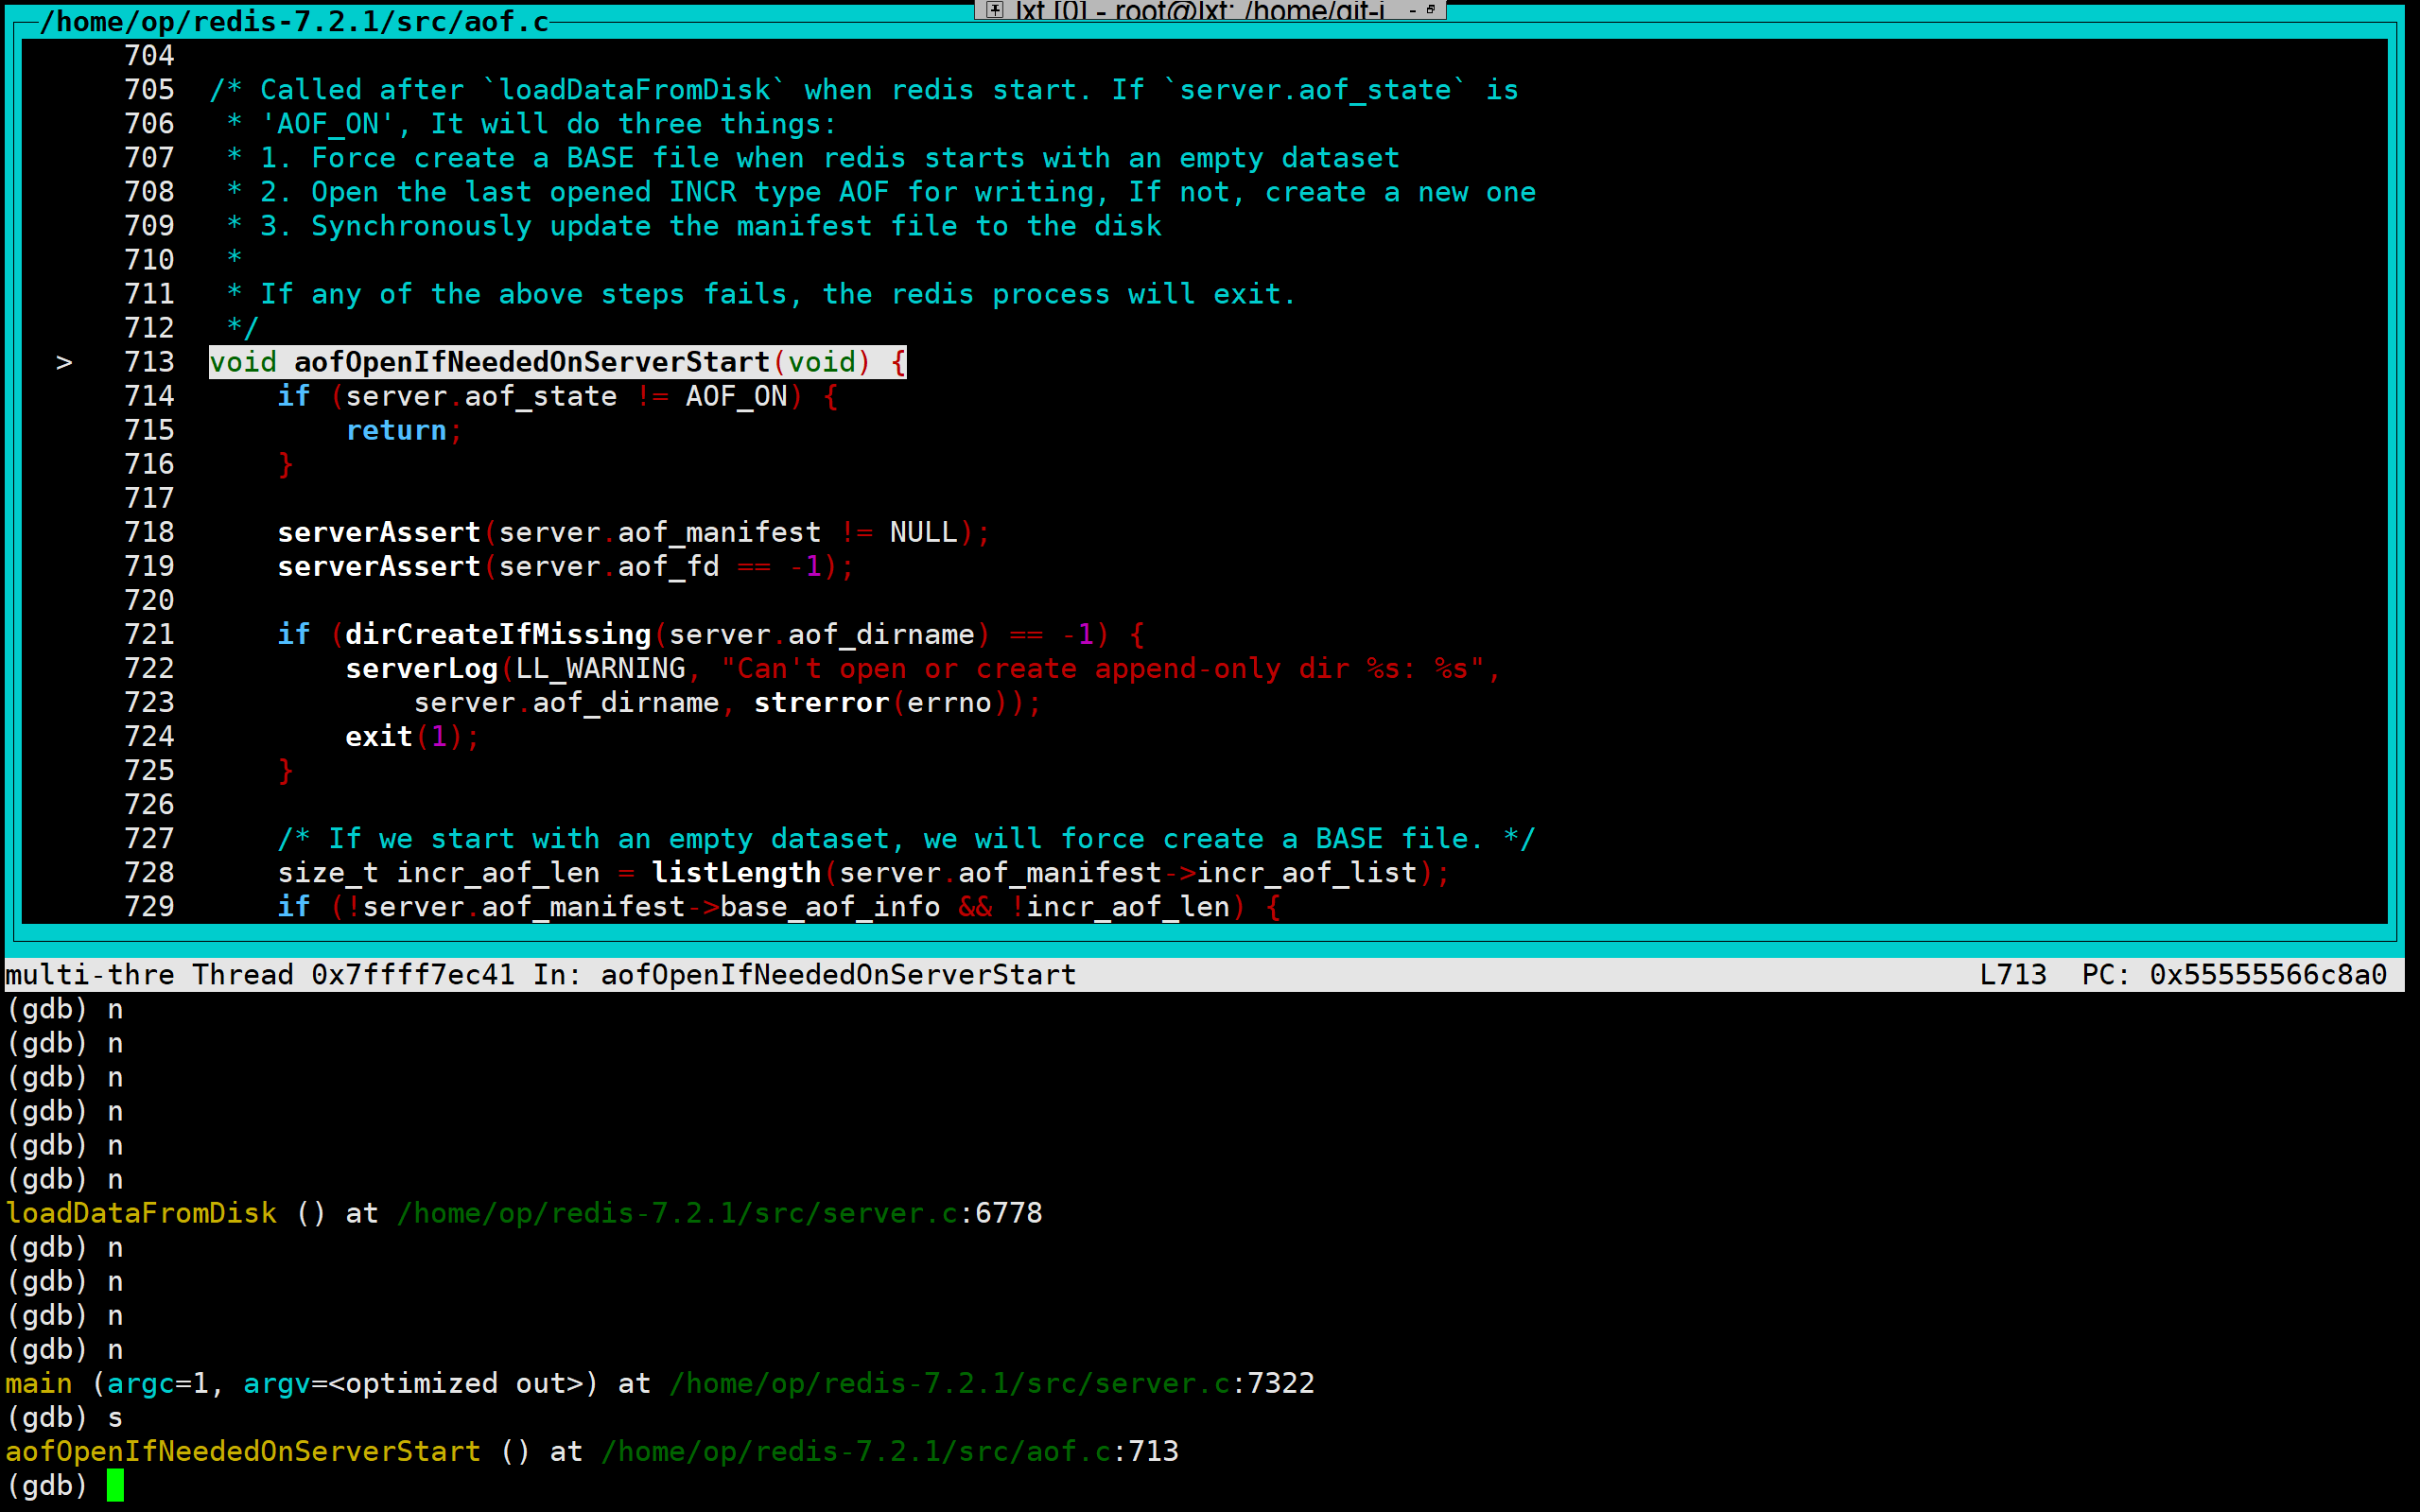 lxt [0] - root@lxt: /home/git-i
/home/op/redis-7.2.1/src/aof.c
704
705 /* Called after `loadDataFromDisk` when redis start. If `server.aof_state` is
706 * 'AOF_ON', It will do three things:
707 * 1. Force create a BASE file when redis starts with an empty dataset
708 * 2. Open the last opened INCR type AOF for writing, If not, create a new one
709 * 3. Synchronously update the manifest file to the disk
710 *
711 * If any of the above steps fails, the redis process will exit.
712 */
> 713 void aofOpenIfNeededOnServerStart(void) {
714 if (server.aof_state != AOF_ON) {
715 return;
716 }
717
718 serverAssert(server.aof_manifest != NULL);
719 serverAssert(server.aof_fd == -1);
720
721 if (dirCreateIfMissing(server.aof_dirname) == -1) {
722 serverLog(LL_WARNING, "Can't open or create append-only dir %s: %s",
723 server.aof_dirname, strerror(errno));
724 exit(1);
725 }
726
727 /* If we start with an empty dataset, we will force create a BASE file. */
728 size_t incr_aof_len = listLength(server.aof_manifest->incr_aof_list);
729 if (!server.aof_manifest->base_aof_info && !incr_aof_len) {
multi-thre Thread 0x7ffff7ec41 In: aofOpenIfNeededOnServerStart L713 PC: 0x55555566c8a0
(gdb) n
(gdb) n
(gdb) n
(gdb) n
(gdb) n
(gdb) n
loadDataFromDisk () at /home/op/redis-7.2.1/src/server.c:6778
(gdb) n
(gdb) n
(gdb) n
(gdb) n
main (argc=1, argv=<optimized out>) at /home/op/redis-7.2.1/src/server.c:7322
(gdb) s
aofOpenIfNeededOnServerStart () at /home/op/redis-7.2.1/src/aof.c:713
(gdb)